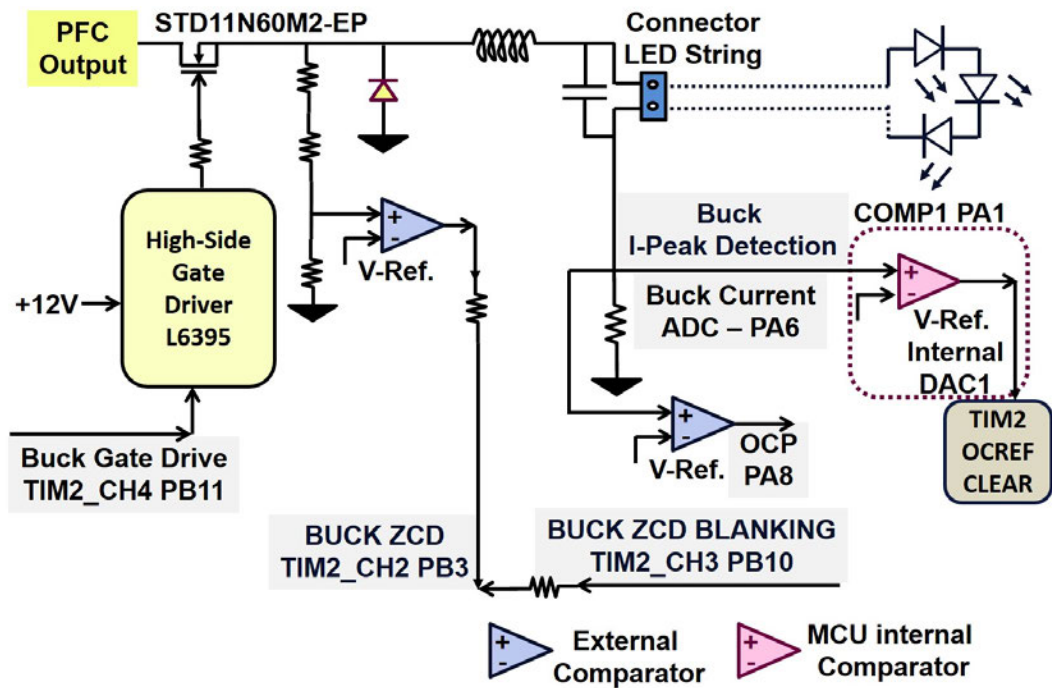 PFC
Output
STD11N60M2-EP
Connector
LED String
High-Side
Gate
Driver
L6395
+12V
+
-
V-Ref.
Buck
I-Peak Detection
Buck Current
ADC – PA6
COMP1 PA1
+
-
V-Ref.
Internal
DAC1
TIM2
OCREF
CLEAR
+
-
V-Ref.
OCP
PA8
Buck Gate Drive
TIM2_CH4 PB11
BUCK ZCD
TIM2_CH2 PB3
BUCK ZCD BLANKING
TIM2_CH3 PB10
+
-
External
Comparator
+
-
MCU internal
Comparator